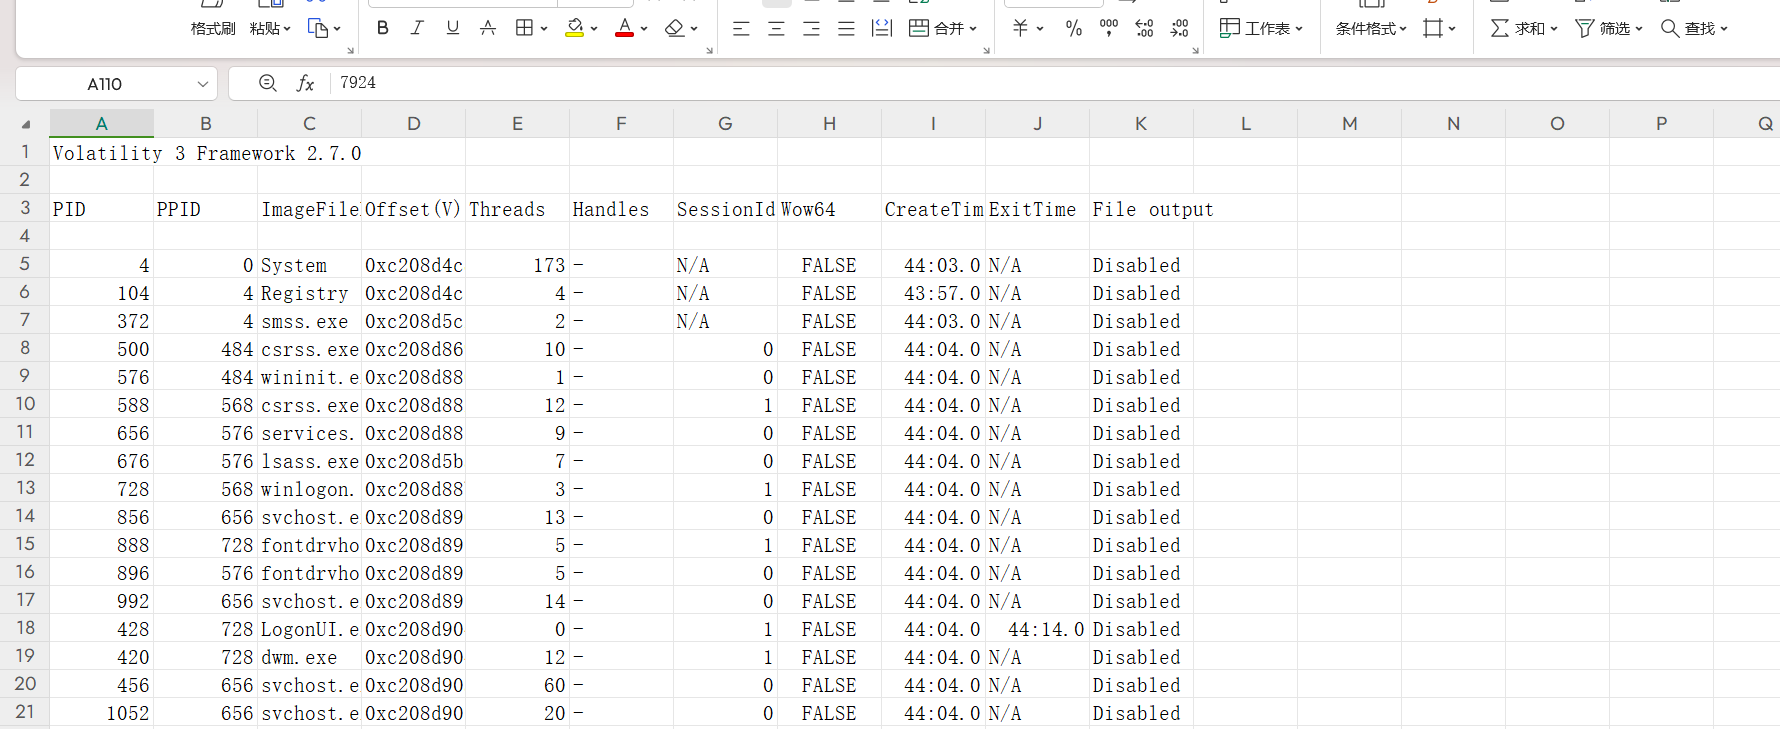 格式刷 粘贴 B I U A A 合并 ¥ % 000 .00 .00 工作表 条件格式 求和 筛选 查找
A110 fx 7924
A B C D E F G H I J K L M N O P Q
1 Volatility 3 Framework 2.7.0
2
3 PID PPID ImageFile Offset(V) Threads Handles SessionId Wow64 CreateTim ExitTime File output
4
5 4 0 System 0xc208d4c 173 - N/A FALSE 44:03.0 N/A Disabled
6 104 4 Registry 0xc208d4c 4 - N/A FALSE 43:57.0 N/A Disabled
7 372 4 smss.exe 0xc208d5c 2 - N/A FALSE 44:03.0 N/A Disabled
8 500 484 csrss.exe 0xc208d86 10 - 0 FALSE 44:04.0 N/A Disabled
9 576 484 wininit.e 0xc208d88 1 - 0 FALSE 44:04.0 N/A Disabled
10 588 568 csrss.exe 0xc208d88 12 - 1 FALSE 44:04.0 N/A Disabled
11 656 576 services. 0xc208d88 9 - 0 FALSE 44:04.0 N/A Disabled
12 676 576 lsass.exe 0xc208d5b 7 - 0 FALSE 44:04.0 N/A Disabled
13 728 568 winlogon. 0xc208d88 3 - 1 FALSE 44:04.0 N/A Disabled
14 856 656 svchost.e 0xc208d89 13 - 0 FALSE 44:04.0 N/A Disabled
15 888 728 fontdrvho 0xc208d89 5 - 1 FALSE 44:04.0 N/A Disabled
16 896 576 fontdrvho 0xc208d89 5 - 0 FALSE 44:04.0 N/A Disabled
17 992 656 svchost.e 0xc208d89 14 - 0 FALSE 44:04.0 N/A Disabled
18 428 728 LogonUI.e 0xc208d90 0 - 1 FALSE 44:04.0 44:14.0 Disabled
19 420 728 dwm.exe 0xc208d90 12 - 1 FALSE 44:04.0 N/A Disabled
20 456 656 svchost.e 0xc208d90 60 - 0 FALSE 44:04.0 N/A Disabled
21 1052 656 svchost.e 0xc208d90 20 - 0 FALSE 44:04.0 N/A Disabled